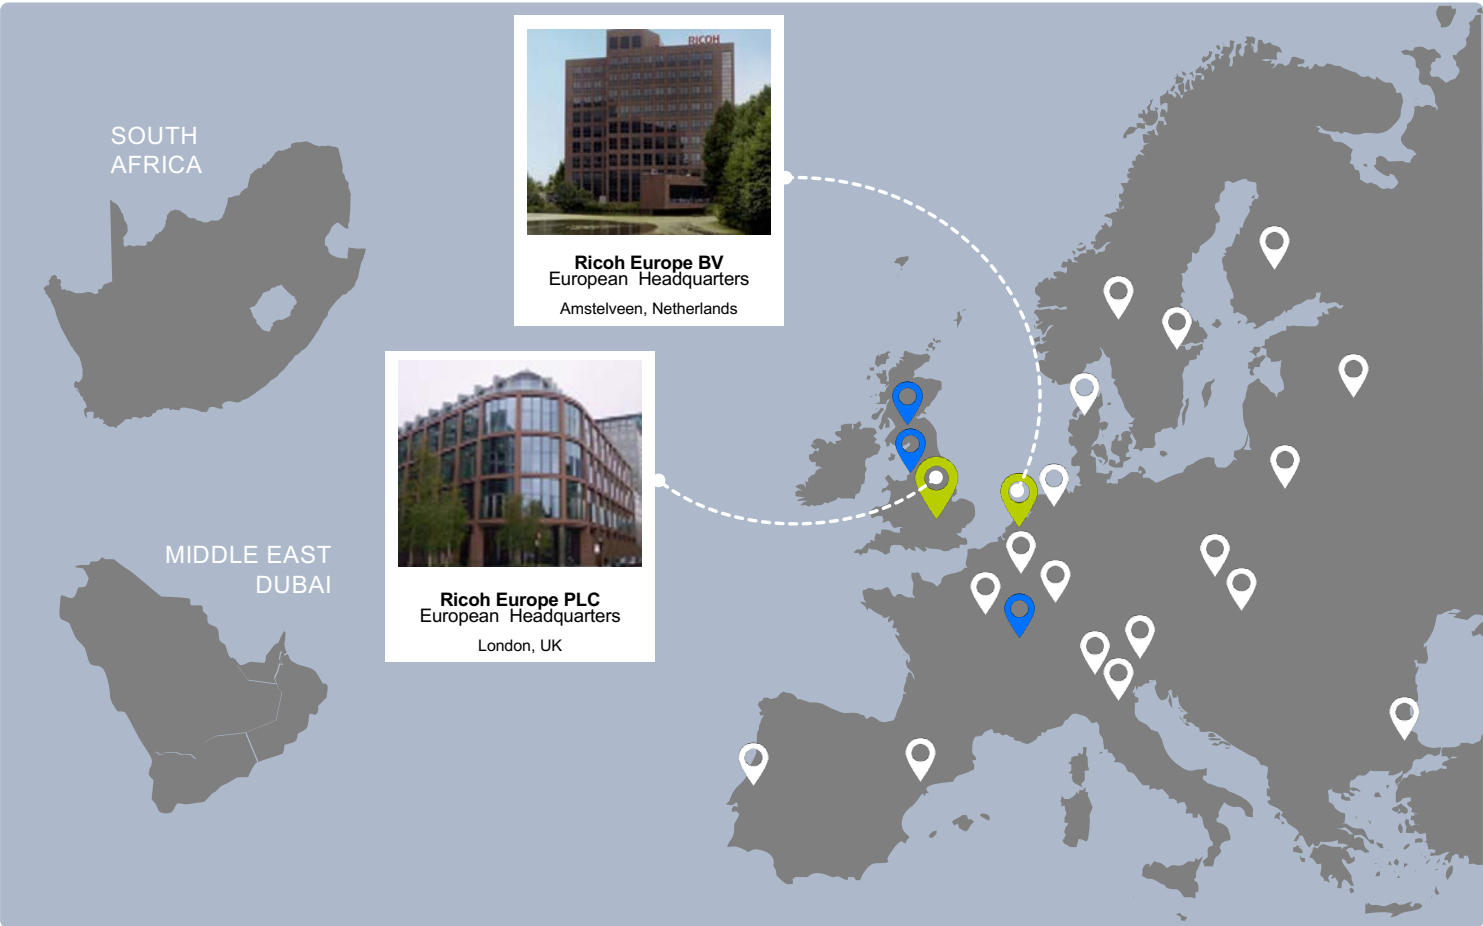 SOUTH
AFRICA
RICOH
Ricoh Europe BV
European Headquarters
Amstelveen, Netherlands
Ricoh Europe PLC
European Headquarters
London, UK
MIDDLE EAST
DUBAI